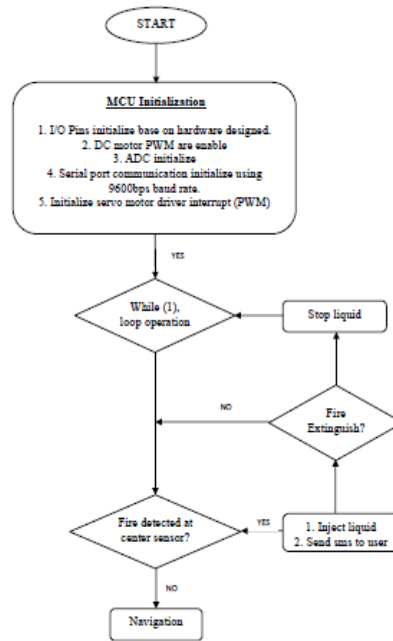 START
MCU Initialization
1. I/O Pins initialize base on hardware designed.
2. DC motor PWM are enable
3. ADC initialize
4. Serial port communication initialize using
9600bps baud rate.
5. Initialize servo motor driver interrupt (PWM)
YES
While (1),
loop operation
Stop liquid
NO
Fire
Extinguish?
Fire detected at
center sensor?
YES
1. Inject liquid
2. Send sms to user
NO
Navigation